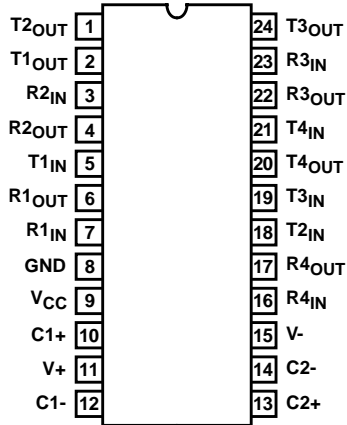 T2OUT 1 24 T3OUT
T1OUT 2 23 R3IN
R2IN 3 22 R3OUT
R2OUT 4 21 T4IN
T1IN 5 20 T4OUT
R1OUT 6 19 T3IN
R1IN 7 18 T2IN
GND 8 17 R4OUT
VCC 9 16 R4IN
C1+ 10 15 V-
V+ 11 14 C2-
C1- 12 13 C2+